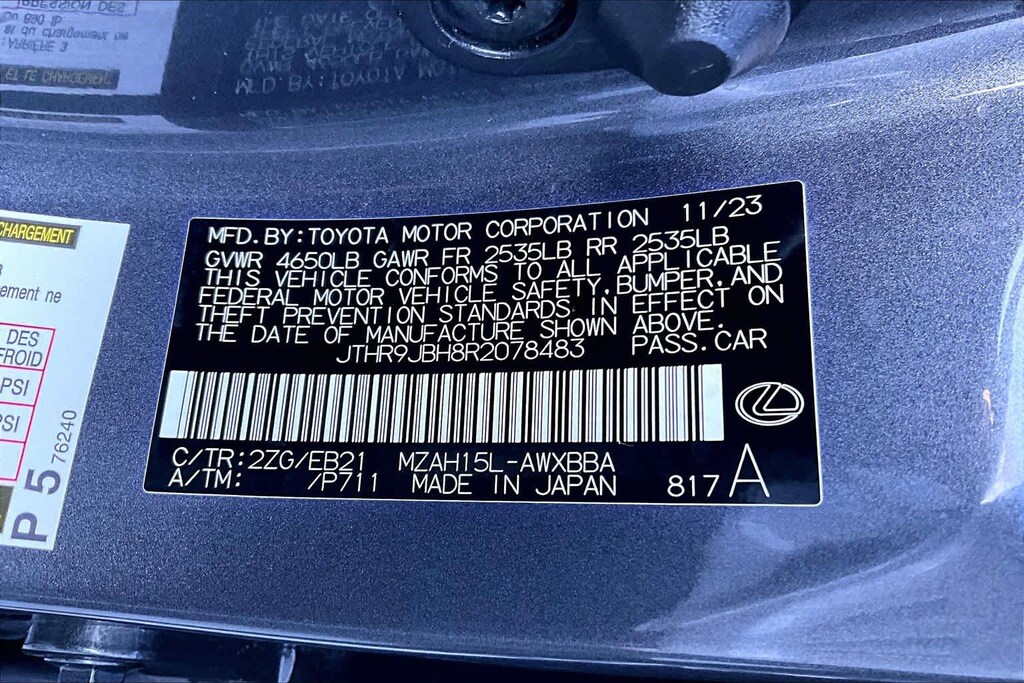 MFD.BY:TOYOTA MOTOR CORPORATION 11/23
GVWR 4650LB GAWR FR 2535LB RR 2535LB
THIS VEHICLE CONFORMS TO ALL APPLICABLE
FEDERAL MOTOR VEHICLE SAFETY,BUMPER,AND
THEFT PREVENTION STANDARDS IN EFFECT ON
THE DATE OF MANUFACTURE SHOWN ABOVE.
JTHR9JBH8R2078483 PASS.CAR
C/TR:2ZG/EB21 MZAH15L-AWXBBA
A/TM: /P711 MADE IN JAPAN 817 A
CHARGEMENT
ement ne
DES
FROID
PSI
PSI
P 5 76240